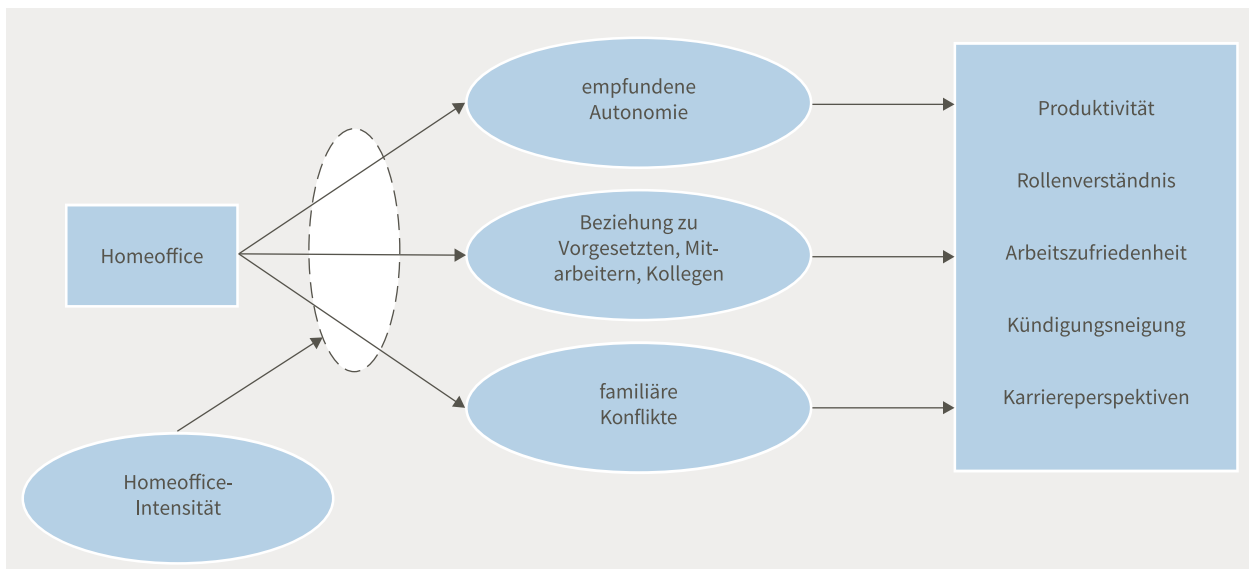 empfundene
Autonomie
Produktivität
Rollenverständnis
Beziehung zu
Vorgesetzten, Mit-
arbeitern, Kollegen
Homeoffice
Arbeitszufriedenheit
Kündigungsneigung
familiäre
Konflikte
Karriereperspektiven
Homeoffice-
Intensität